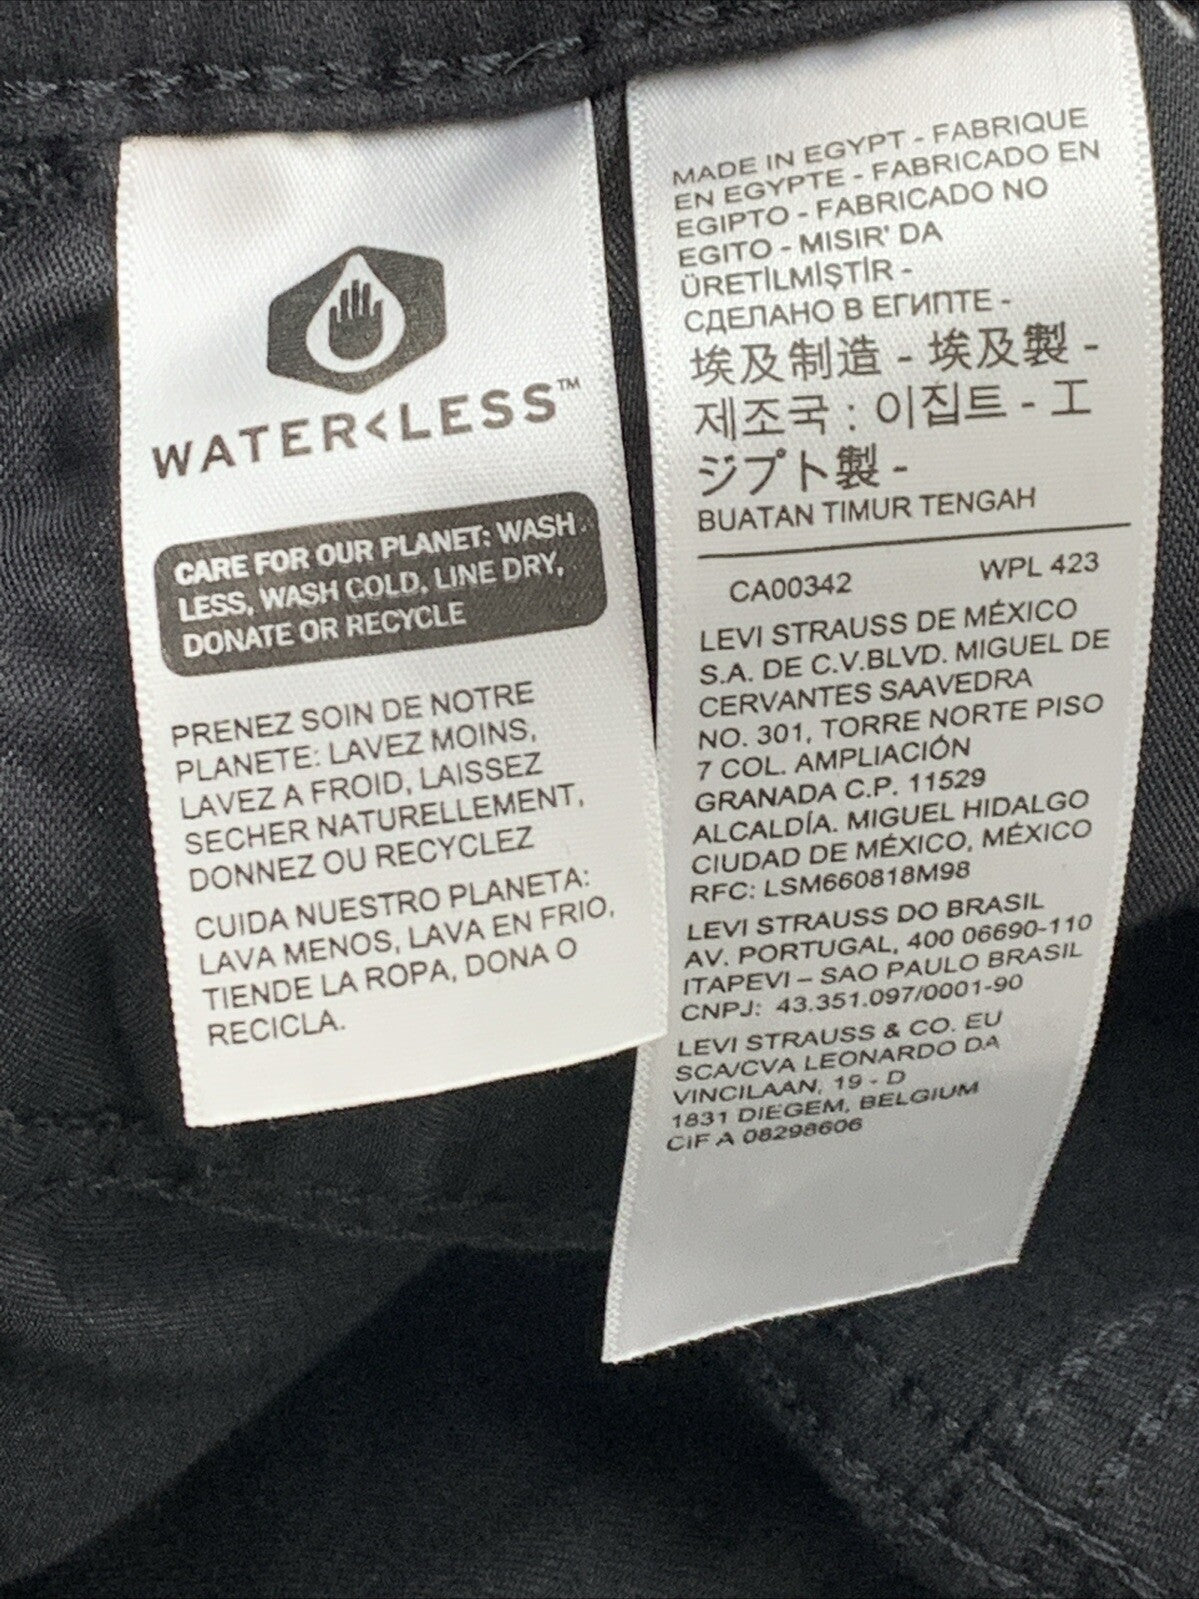 WATER<LESS™
CARE FOR OUR PLANET: WASH
LESS, WASH COLD, LINE DRY,
DONATE OR RECYCLE
PRENEZ SOIN DE NOTRE
PLANETE: LAVEZ MOINS,
LAVEZ A FROID, LAISSEZ
SECHER NATURELLEMENT,
DONNEZ OU RECYCLEZ
CUIDA NUESTRO PLANETA:
LAVA MENOS, LAVA EN FRIO,
TIENDE LA ROPA, DONA O
RECICLA.
MADE IN EGYPT - FABRIQUE
EN EGYPTE - FABRICADO EN
EGIPTO - FABRICADO NO
EGITO - MISIR' DA
ÜRETİLMİŞTİR -
СДЕЛАНО В ЕГИПТЕ -
埃及制造 - 埃及製 -
제조국 : 이집트 - エ
ジプト製 -
BUATAN TIMUR TENGAH
CA00342 WPL 423
LEVI STRAUSS DE MÉXICO
S.A. DE C.V.BLVD. MIGUEL DE
CERVANTES SAAVEDRA
NO. 301, TORRE NORTE PISO
7 COL. AMPLIACIÓN
GRANADA C.P. 11529
ALCALDÍA. MIGUEL HIDALGO
CIUDAD DE MÉXICO, MÉXICO
RFC: LSM660818M98
LEVI STRAUSS DO BRASIL
AV. PORTUGAL, 400 06690-110
ITAPEVI – SAO PAULO BRASIL
CNPJ: 43.351.097/0001-90
LEVI STRAUSS & CO. EU
SCA/CVA LEONARDO DA
VINCILAAN, 19 - D
1831 DIEGEM, BELGIUM
CIF A 08298606